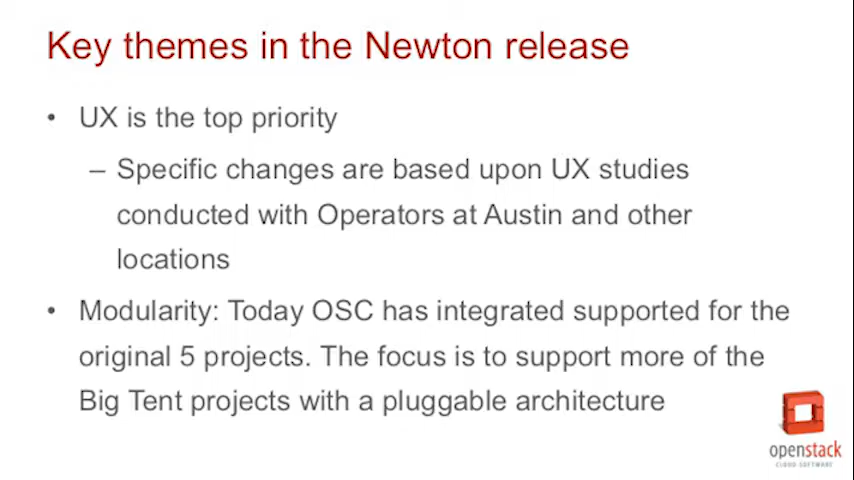 Key themes in the Newton release
• UX is the top priority
– Specific changes are based upon UX studies
conducted with Operators at Austin and other
locations
• Modularity: Today OSC has integrated supported for the
original 5 projects. The focus is to support more of the
Big Tent projects with a pluggable architecture
openstack
CLOUD SOFTWARE